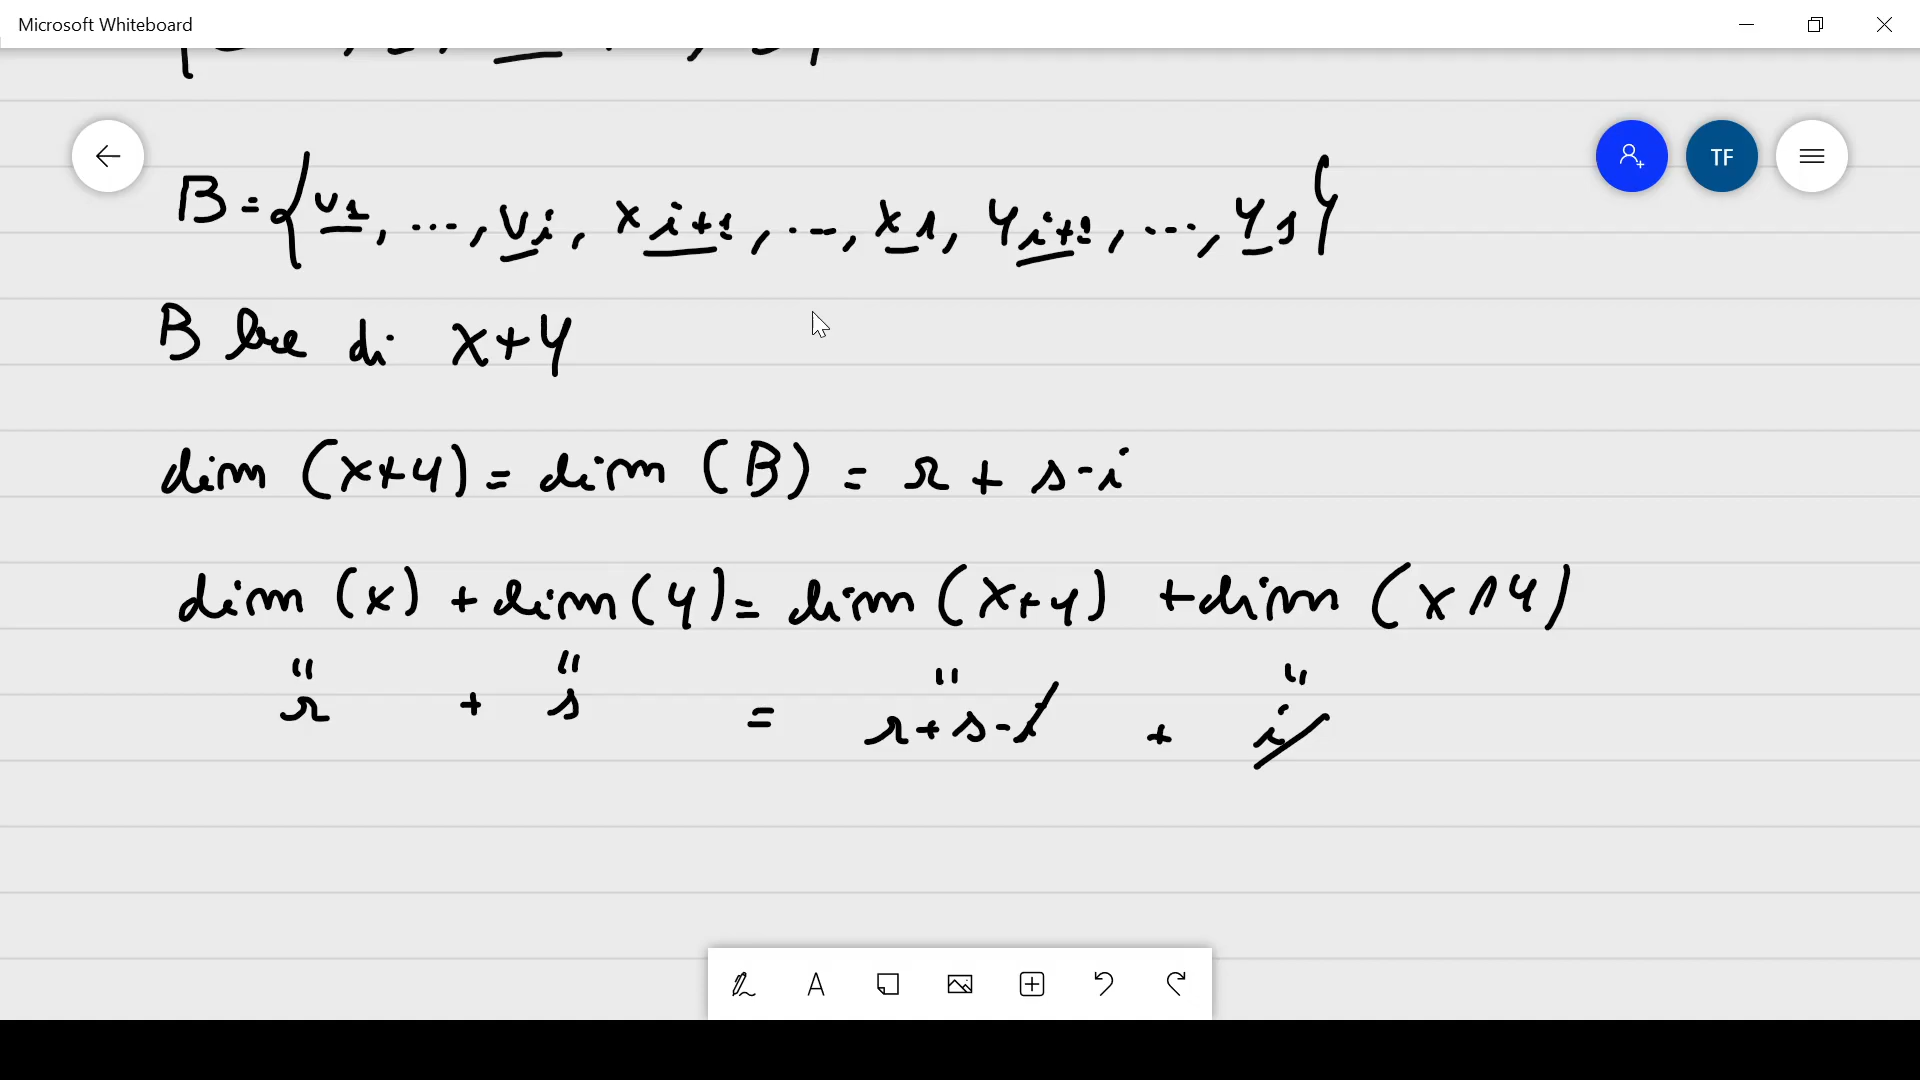 Microsoft Whiteboard
TF
B = {v1, ..., vi, xi+1, ..., xr, yi+1, ..., ys}
B base di X+Y
dim (X+Y) = dim (B) = r + s-i
dim (X) + dim (Y) = dim (X+Y) + dim (X∩Y)
" " " "
r + s = r+s-i + i
A